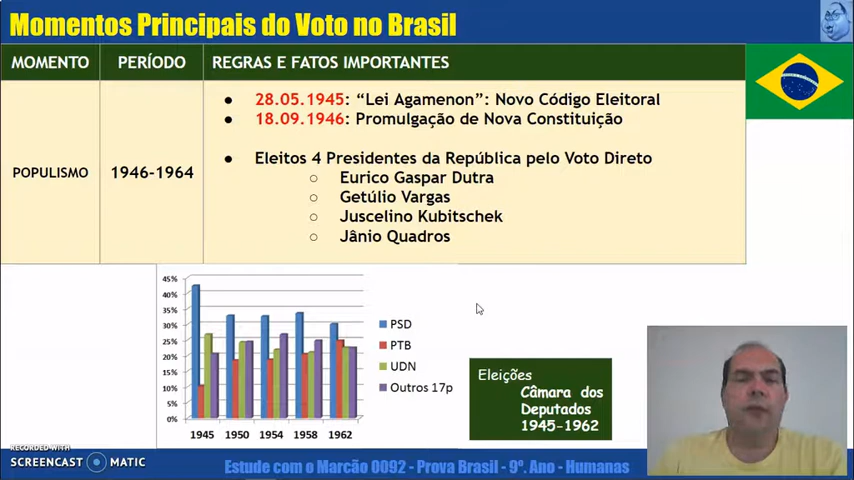 Momentos Principais do Voto no Brasil
MOMENTO PERÍODO REGRAS E FATOS IMPORTANTES
POPULISMO 1946-1964
● 28.05.1945: “Lei Agamenon”: Novo Código Eleitoral
● 18.09.1946: Promulgação de Nova Constituição
● Eleitos 4 Presidentes da República pelo Voto Direto
○ Eurico Gaspar Dutra
○ Getúlio Vargas
○ Juscelino Kubitschek
○ Jânio Quadros
45%
40%
35%
30%
25%
20%
15%
10%
5%
0%
1945 1950 1954 1958 1962
PSD
PTB
UDN
Outros 17p
Eleições
Câmara dos
Deputados
1945-1962
RECORDED WITH
SCREENCAST MATIC
Estude com o Marcão 0092 - Prova Brasil - 9º. Ano - Humanas